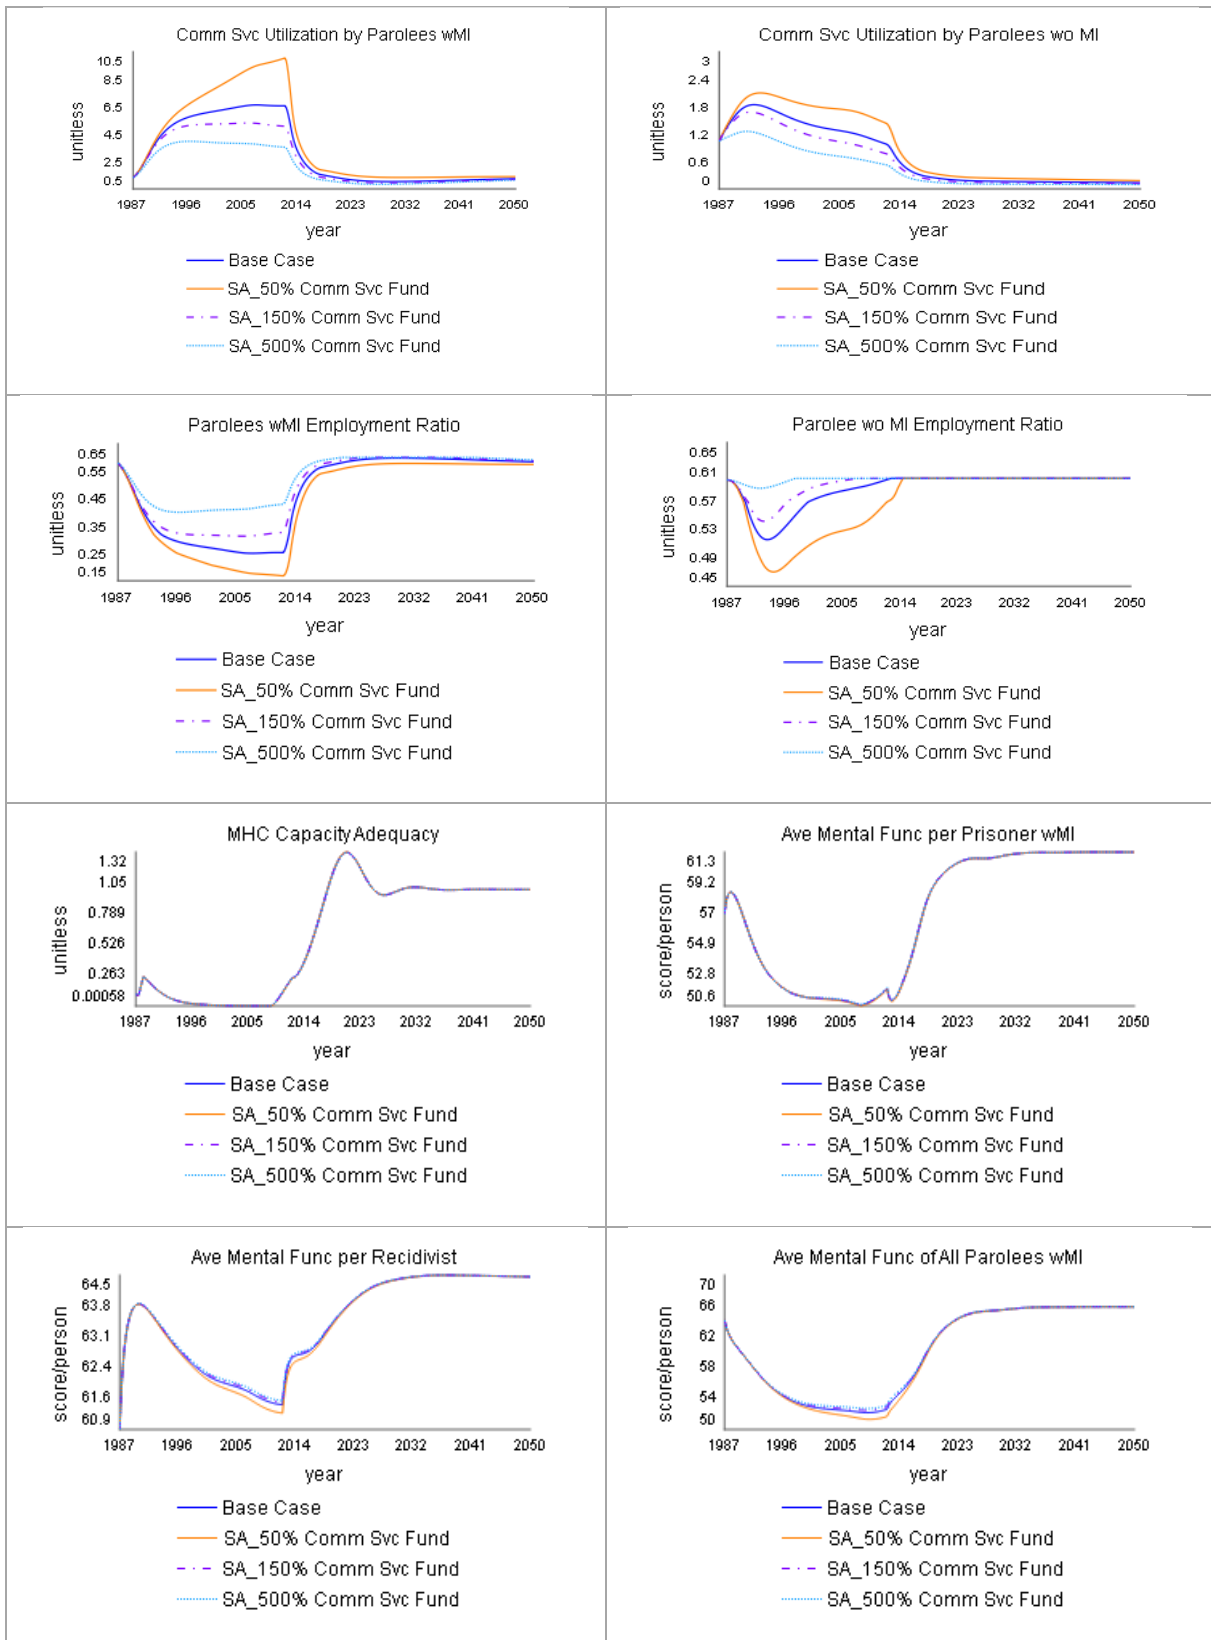 Comm Svc Utilization by Parolees wMI
10.5
8.5
6.5
4.5
2.5
0.5
unitless
1987 1996 2005 2014 2023 2032 2041 2050
year
Base Case
SA_50% Comm Svc Fund
SA_150% Comm Svc Fund
SA_500% Comm Svc Fund
Comm Svc Utilization by Parolees wo MI
3
2.4
1.8
1.2
0.6
0
unitless
1987 1996 2005 2014 2023 2032 2041 2050
year
Base Case
SA_50% Comm Svc Fund
SA_150% Comm Svc Fund
SA_500% Comm Svc Fund
Parolees wMI Employment Ratio
0.65
0.55
0.45
0.35
0.25
0.15
unitless
1987 1996 2005 2014 2023 2032 2041 2050
year
Base Case
SA_50% Comm Svc Fund
SA_150% Comm Svc Fund
SA_500% Comm Svc Fund
Parolee wo MI Employment Ratio
0.65
0.61
0.57
0.53
0.49
0.45
unitless
1987 1996 2005 2014 2023 2032 2041 2050
year
Base Case
SA_50% Comm Svc Fund
SA_150% Comm Svc Fund
SA_500% Comm Svc Fund
MHC Capacity Adequacy
1.32
1.05
0.789
0.526
0.263
0.00058
unitless
1987 1996 2005 2014 2023 2032 2041 2050
year
Base Case
SA_50% Comm Svc Fund
SA_150% Comm Svc Fund
SA_500% Comm Svc Fund
Ave Mental Func per Prisoner wMI
61.3
59.2
57
54.9
52.8
50.6
score/person
1987 1996 2005 2014 2023 2032 2041 2050
year
Base Case
SA_50% Comm Svc Fund
SA_150% Comm Svc Fund
SA_500% Comm Svc Fund
Ave Mental Func per Recidivist
64.5
63.8
63.1
62.4
61.8
60.9
score/person
1987 1996 2005 2014 2023 2032 2041 2050
year
Base Case
SA_50% Comm Svc Fund
SA_150% Comm Svc Fund
SA_500% Comm Svc Fund
Ave Mental Func of All Parolees wMI
70
66
62
58
54
50
score/person
1987 1996 2005 2014 2023 2032 2041 2050
year
Base Case
SA_50% Comm Svc Fund
SA_150% Comm Svc Fund
SA_500% Comm Svc Fund